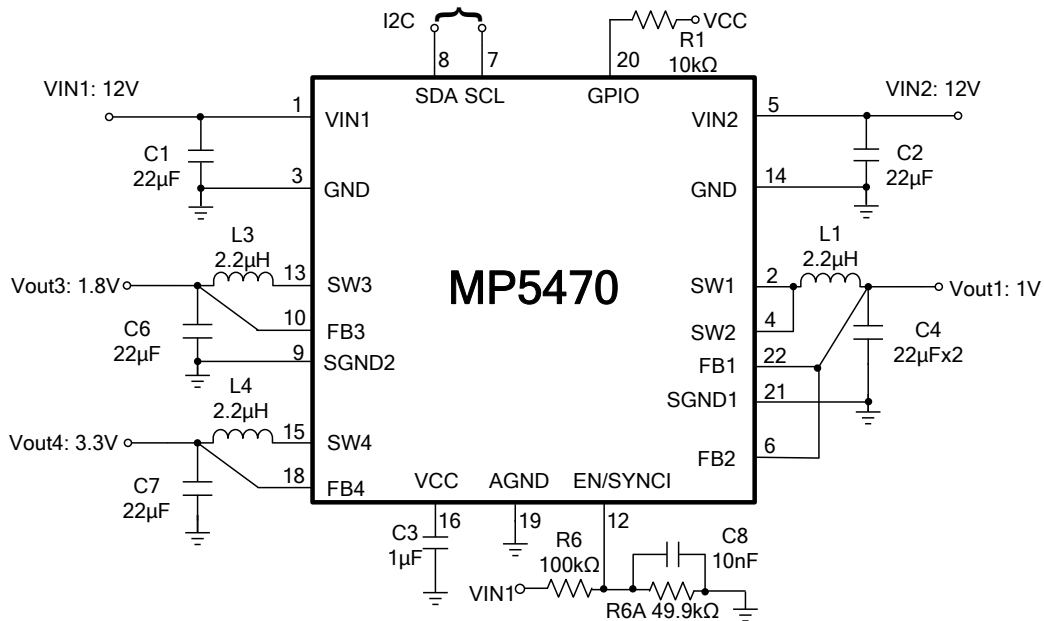 I2C
VCC
8
7
20
R1
10kΩ
SDA SCL
GPIO
VIN1: 12V
1
VIN1
VIN2
5
VIN2: 12V
C1
22µF
C2
22µF
3
GND
GND
14
L3
2.2µH
L1
2.2µH
MP5470
Vout3: 1.8V
13
SW3
SW1
2
Vout1: 1V
C6
22µF
10
FB3
SW2
4
C4
22µFx2
9
SGND2
FB1
22
L4
2.2µH
SGND1
21
Vout4: 3.3V
15
SW4
FB2
6
C7
22µF
18
FB4
VCC
AGND
EN/SYNCI
C3
1µF
16
19
12
R6
100kΩ
C8
10nF
VIN1
R6A 49.9kΩ